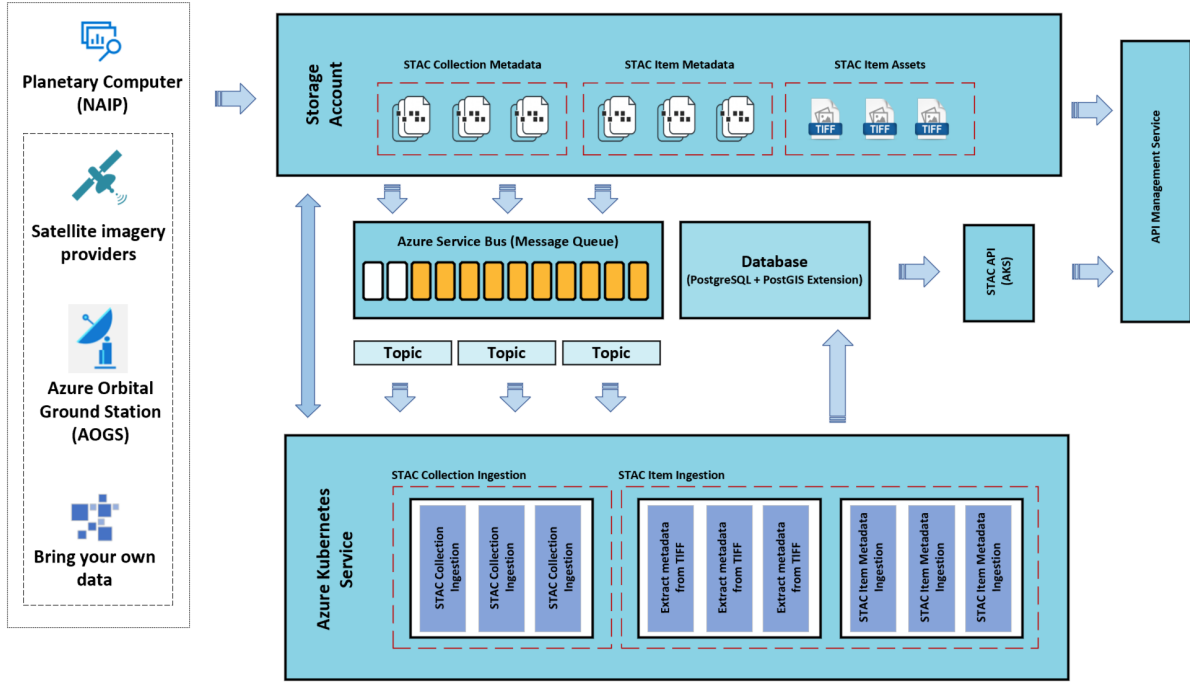 Planetary Computer
(NAIP)
Satellite imagery
providers
Azure Orbital
Ground Station
(AOGS)
Bring your own
data
Storage
Account
STAC Collection Metadata
STAC Item Metadata
STAC Item Assets
TIFF
TIFF
TIFF
Azure Service Bus (Message Queue)
Topic
Topic
Topic
Database
(PostgreSQL + PostGIS Extension)
STAC API
(AKS)
API Management Service
Azure Kubernetes
Service
STAC Collection Ingestion
STAC Collection
Ingestion
STAC Collection
Ingestion
STAC Collection
Ingestion
STAC Item Ingestion
Extract metadata
from TIFF
Extract metadata
from TIFF
Extract metadata
from TIFF
STAC Item Metadata
Ingestion
STAC Item Metadata
Ingestion
STAC Item Metadata
Ingestion